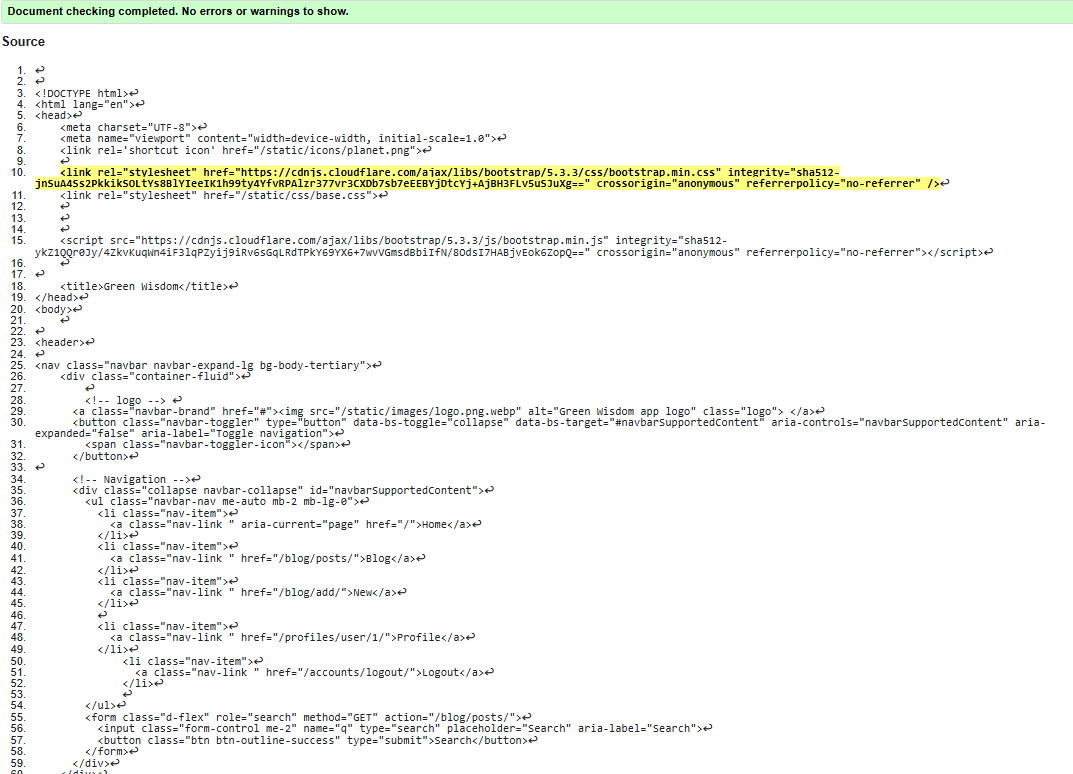 Document checking completed. No errors or warnings to show.
Source
1. ↩
2. ↩
3. <!DOCTYPE html>↩
4. <html lang="en">↩
5. <head>↩
6. <meta charset="UTF-8">↩
7. <meta name="viewport" content="width=device-width, initial-scale=1.0">↩
8. <link rel='shortcut icon' href="/static/icons/planet.png">↩
9. ↩
10. <link rel="stylesheet" href="https://cdnjs.cloudflare.com/ajax/libs/bootstrap/5.3.3/css/bootstrap.min.css" integrity="sha512-
jnSuA4Ss2PkkikSOLtYs8BlYIeeIK1h99ty4YfvRPAlzr377vr3CXDb7sb7eEEBYjDtcYj+AjBH3FLv5uSJuXg==" crossorigin="anonymous" referrerpolicy="no-referrer" />↩
11. <link rel="stylesheet" href="/static/css/base.css">↩
12. ↩
13. ↩
14. ↩
15. <script src="https://cdnjs.cloudflare.com/ajax/libs/bootstrap/5.3.3/js/bootstrap.min.js" integrity="sha512-
ykZ1QQr0Jy/4ZkvKuqWn4iF3lqPZyij9iRv6sGqLRdTPkY69YX6+7wvVGmsdBbiIfN/8OdsI7HABjvEok6ZopQ==" crossorigin="anonymous" referrerpolicy="no-referrer"></script>↩
16. ↩
17. ↩
18. <title>Green Wisdom</title>↩
19. </head>↩
20. <body>↩
21. ↩
22. ↩
23. <header>↩
24. ↩
25. <nav class="navbar navbar-expand-lg bg-body-tertiary">↩
26. <div class="container-fluid">↩
27. ↩
28. <!-- logo --> ↩
29. <a class="navbar-brand" href="#"><img src="/static/images/logo.png.webp" alt="Green Wisdom app logo" class="logo"> </a>↩
30. <button class="navbar-toggler" type="button" data-bs-toggle="collapse" data-bs-target="#navbarSupportedContent" aria-controls="navbarSupportedContent" aria-
expanded="false" aria-label="Toggle navigation">↩
31. <span class="navbar-toggler-icon"></span>↩
32. </button>↩
33. ↩
34. <!-- Navigation -->↩
35. <div class="collapse navbar-collapse" id="navbarSupportedContent">↩
36. <ul class="navbar-nav me-auto mb-2 mb-lg-0">↩
37. <li class="nav-item">↩
38. <a class="nav-link " aria-current="page" href="/">Home</a>↩
39. </li>↩
40. <li class="nav-item">↩
41. <a class="nav-link " href="/blog/posts/">Blog</a>↩
42. </li>↩
43. <li class="nav-item">↩
44. <a class="nav-link " href="/blog/add/">New</a>↩
45. </li>↩
46. ↩
47. <li class="nav-item">↩
48. <a class="nav-link " href="/profiles/user/1/">Profile</a>↩
49. </li>↩
50. <li class="nav-item">↩
51. <a class="nav-link " href="/accounts/logout/">Logout</a>↩
52. </li>↩
53. ↩
54. </ul>↩
55. <form class="d-flex" role="search" method="GET" action="/blog/posts/">↩
56. <input class="form-control me-2" name="q" type="search" placeholder="Search" aria-label="Search">↩
57. <button class="btn btn-outline-success" type="submit">Search</button>↩
58. </form>↩
59. </div>↩
60. </div>↩